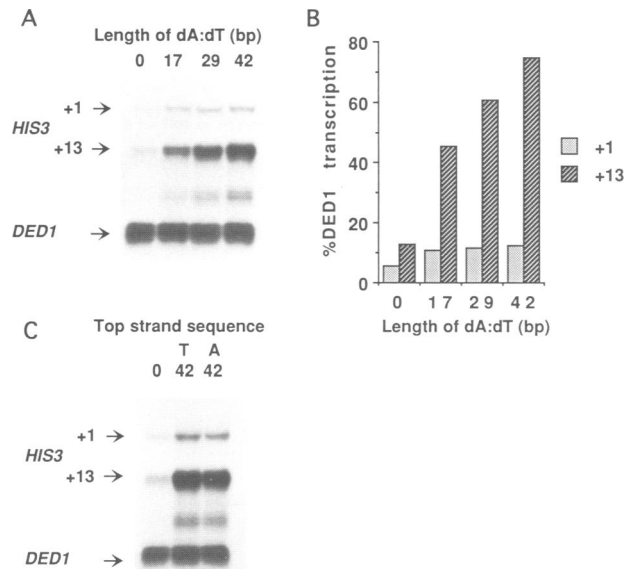 A
Length of dA:dT (bp)
0 17 29 42
+1
HIS3
+13
DED1
B
80
60
40
20
0
%DED1 transcription
0 17 29 42
Length of dA:dT (bp)
+1
+13
C
Top strand sequence
T A
0 42 42
+1
HIS3
+13
DED1